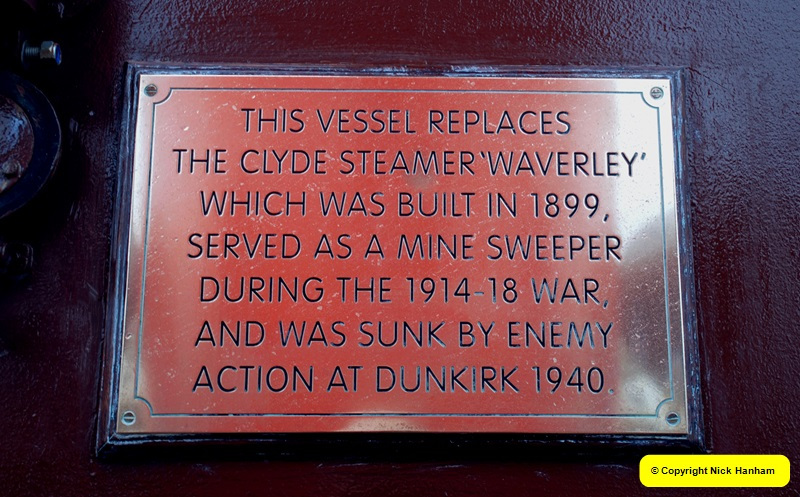 THIS VESSEL REPLACES
THE CLYDE STEAMER 'WAVERLEY'
WHICH WAS BUILT IN 1899,
SERVED AS A MINE SWEEPER
DURING THE 1914-18 WAR,
AND WAS SUNK BY ENEMY
ACTION AT DUNKIRK 1940.
© Copyright Nick Hanham